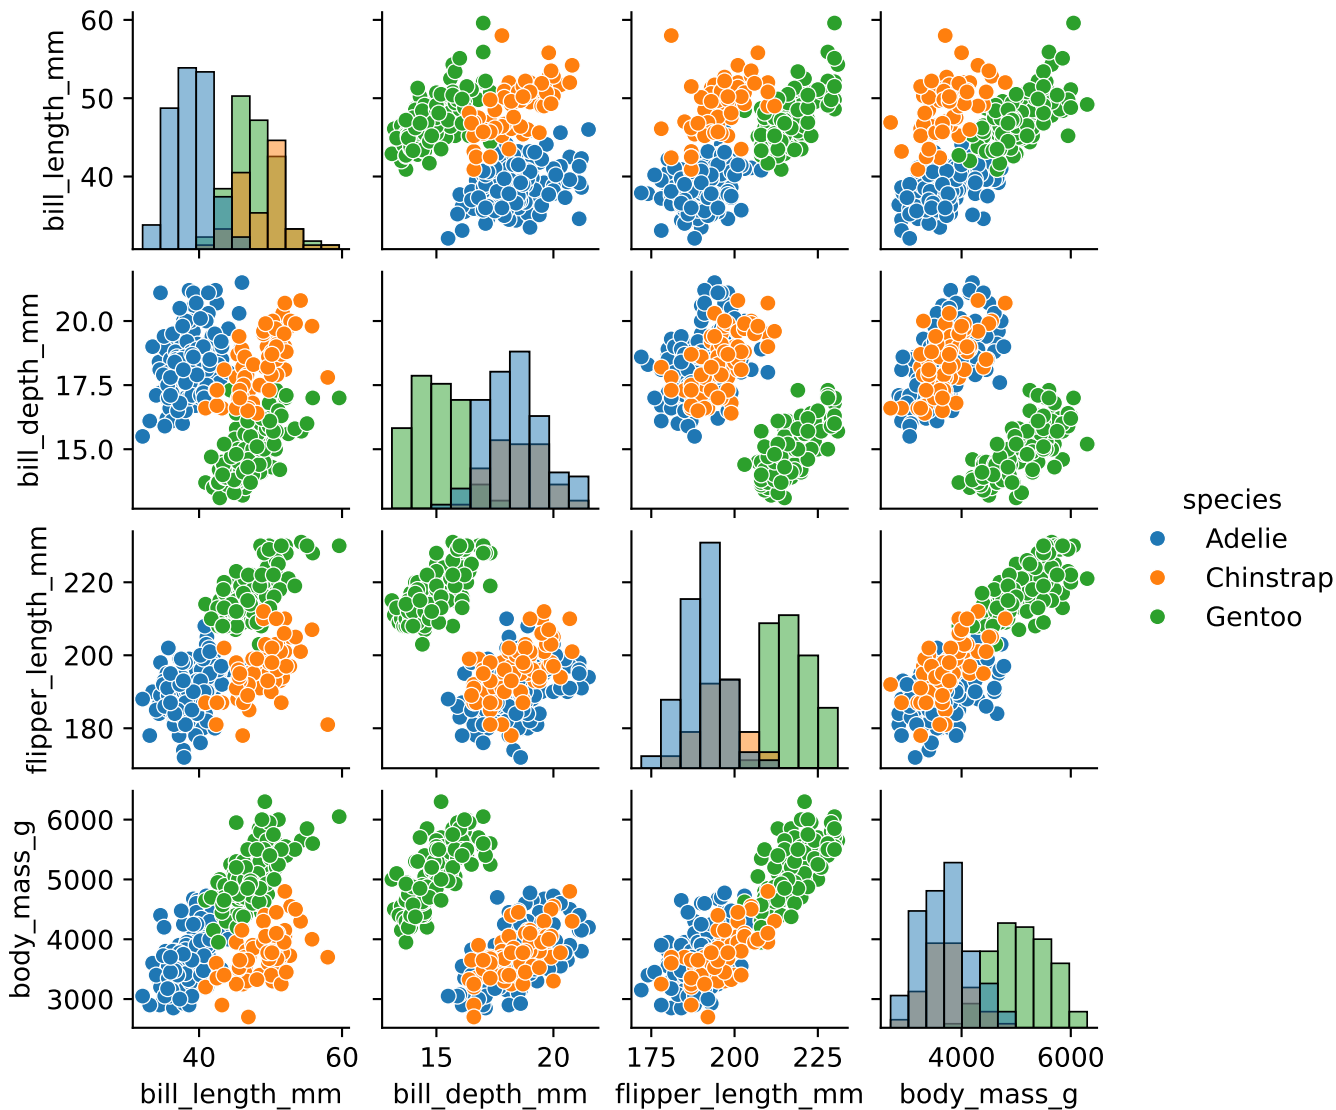 60
50
40
bill_length_mm
20.0
17.5
15.0
bill_depth_mm
220
200
180
flipper_length_mm
6000
5000
4000
3000
body_mass_g
40 60
bill_length_mm
15 20
bill_depth_mm
175 200 225
flipper_length_mm
4000 6000
body_mass_g
species
Adelie
Chinstrap
Gentoo